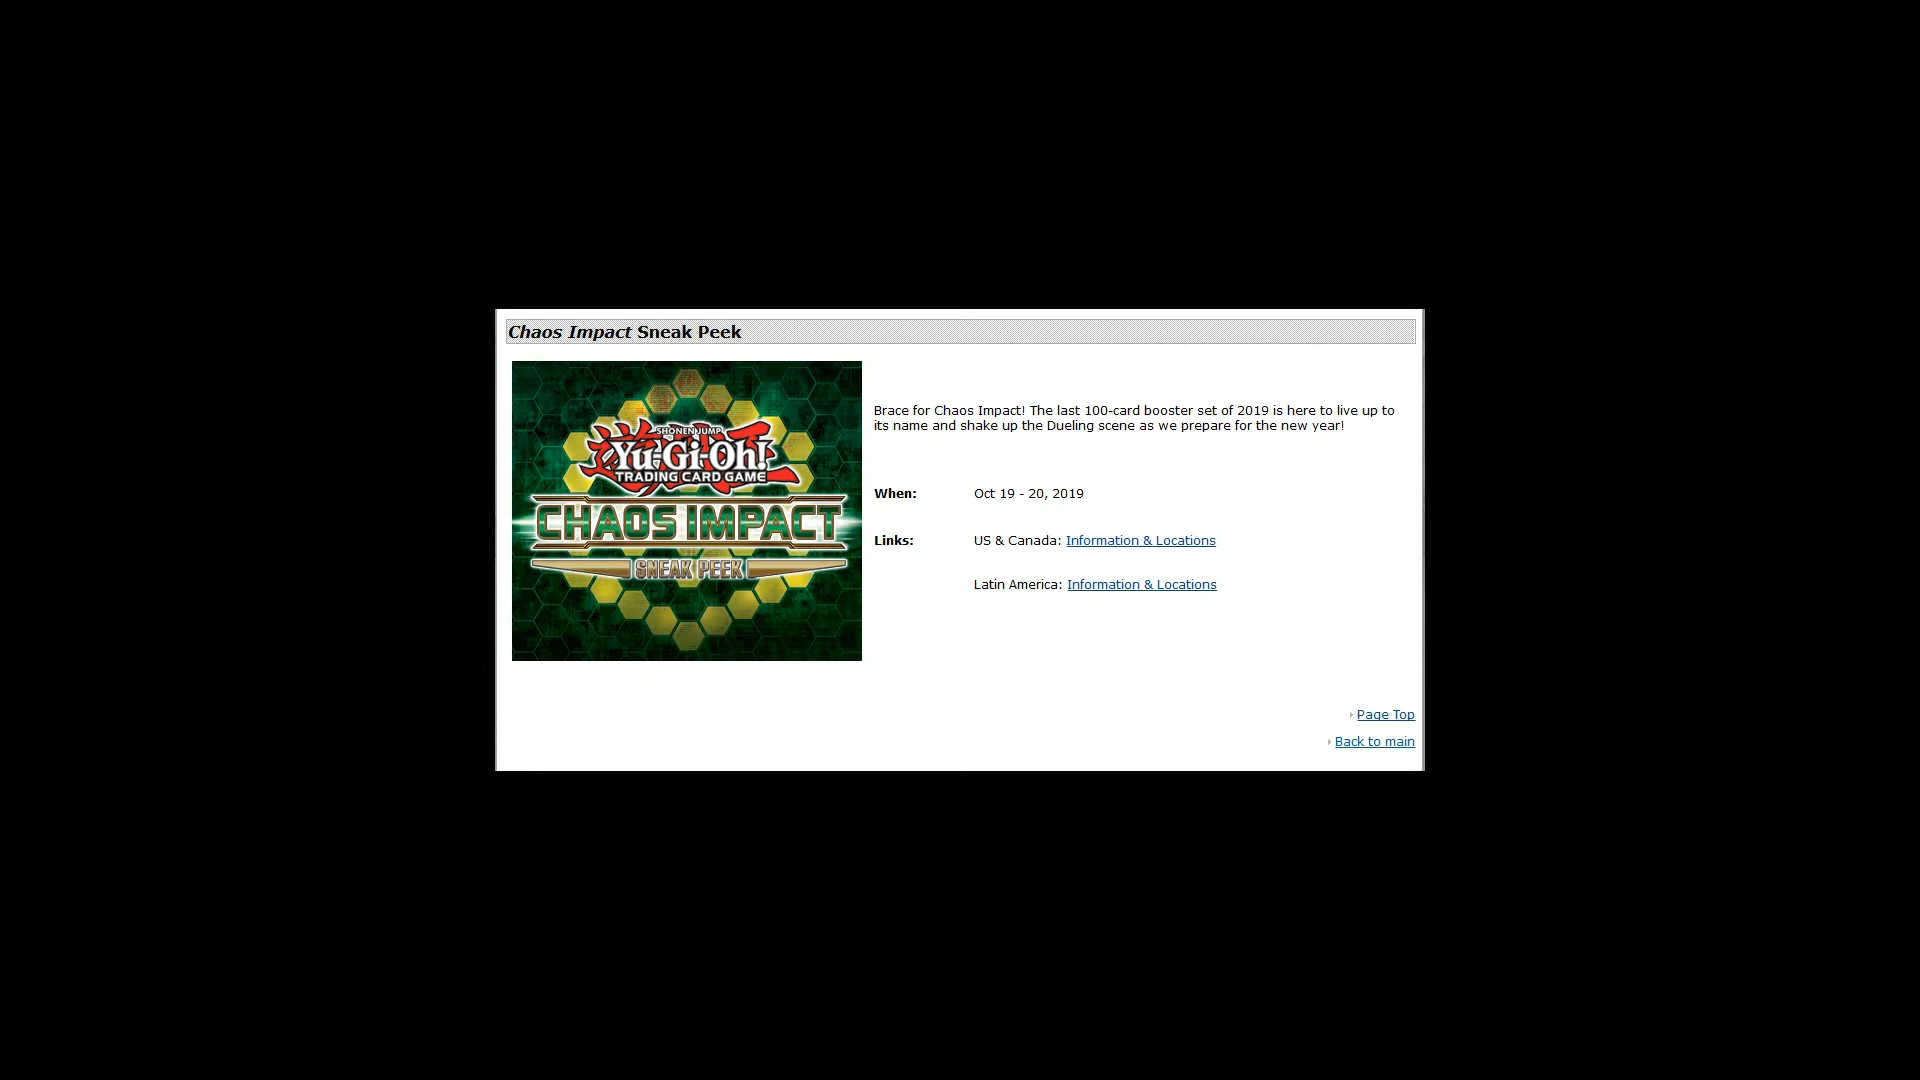 Chaos Impact Sneak Peek
SHONEN JUMP
Yu-Gi-Oh!
TRADING CARD GAME
CHAOS IMPACT
SNEAK PEEK
Brace for Chaos Impact! The last 100-card booster set of 2019 is here to live up to
its name and shake up the Dueling scene as we prepare for the new year!
When: Oct 19 - 20, 2019
Links: US & Canada: Information & Locations
Latin America: Information & Locations
Page Top
Back to main